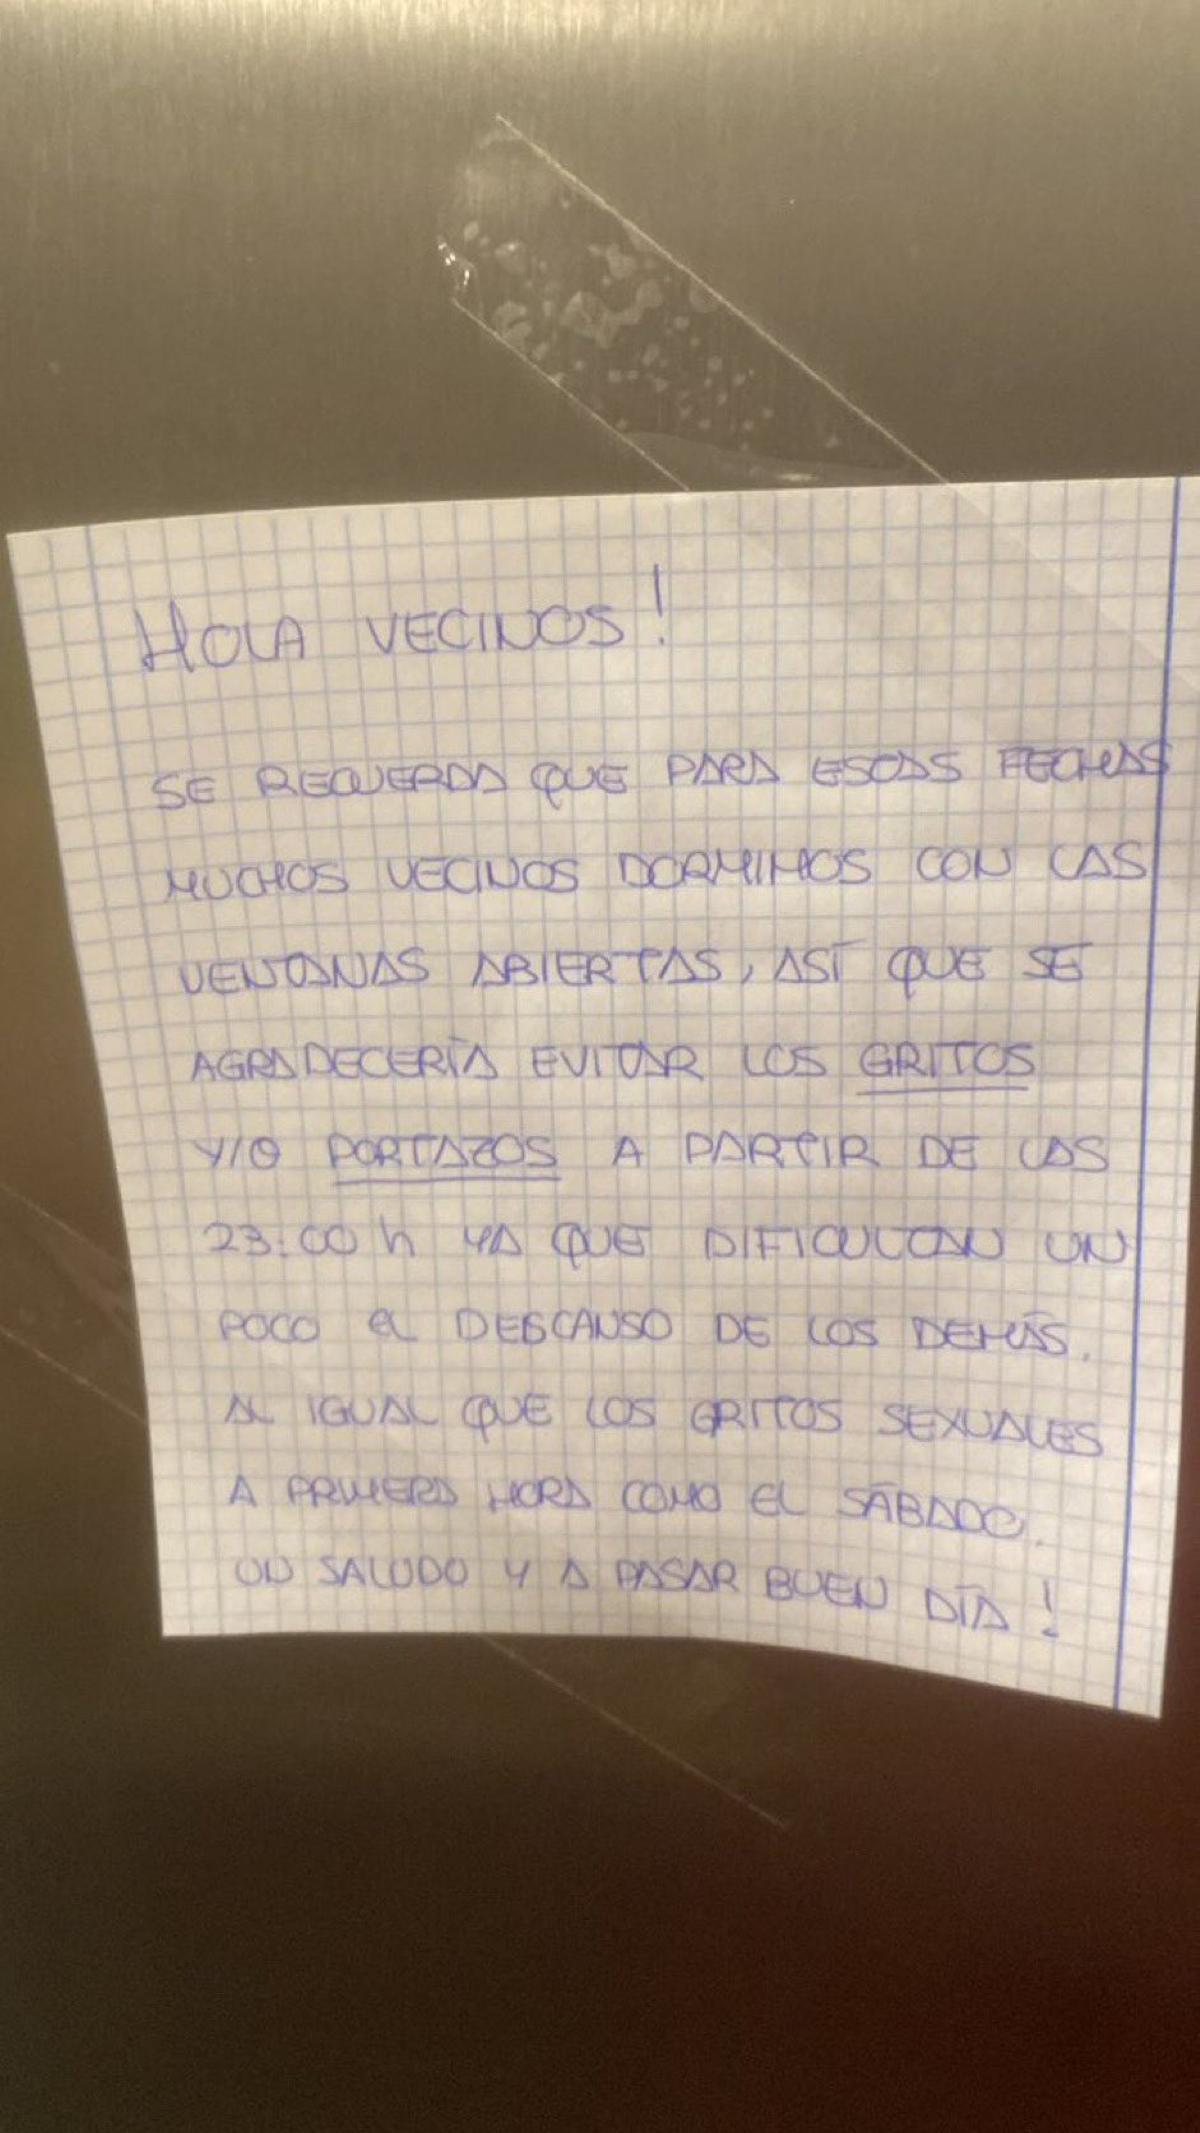 HOLA VECINOS!
SE RECUERDA QUE PARA ESAS FECHAS
MUCHOS VECINOS DORMIMOS CON LAS
VENTANAS ABIERTAS, ASÍ QUE SE
AGRADECERÍA EVITAR LOS GRITOS
Y/O PORTAZOS A PARTIR DE LAS
23:00 h YA QUE DIFICULTAN UN
POCO EL DESCANSO DE LOS DEMÁS.
AL IGUAL QUE LOS GRITOS SEXUALES
A PRIMERA HORA COMO EL SÁBADO.
UN SALUDO Y A PASAR BUEN DÍA!